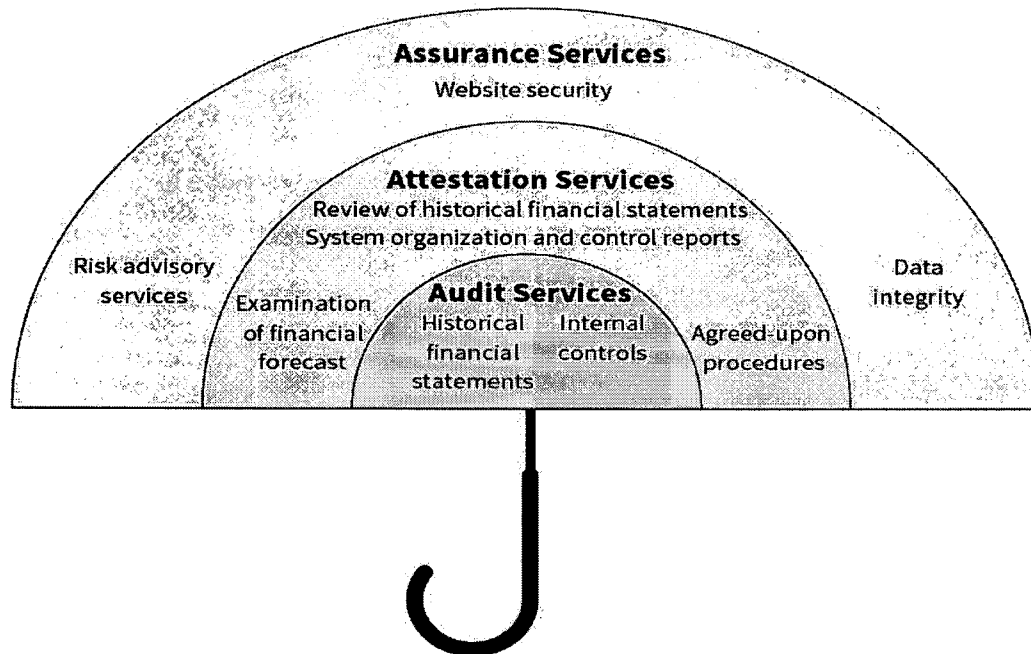 Assurance Services
Website security
Attestation Services
Review of historical financial statements
System organization and control reports
Risk advisory
services
Data
integrity
Audit Services
Examination
of financial
forecast
Historical
financial
statements
Internal
controls
Agreed-upon
procedures